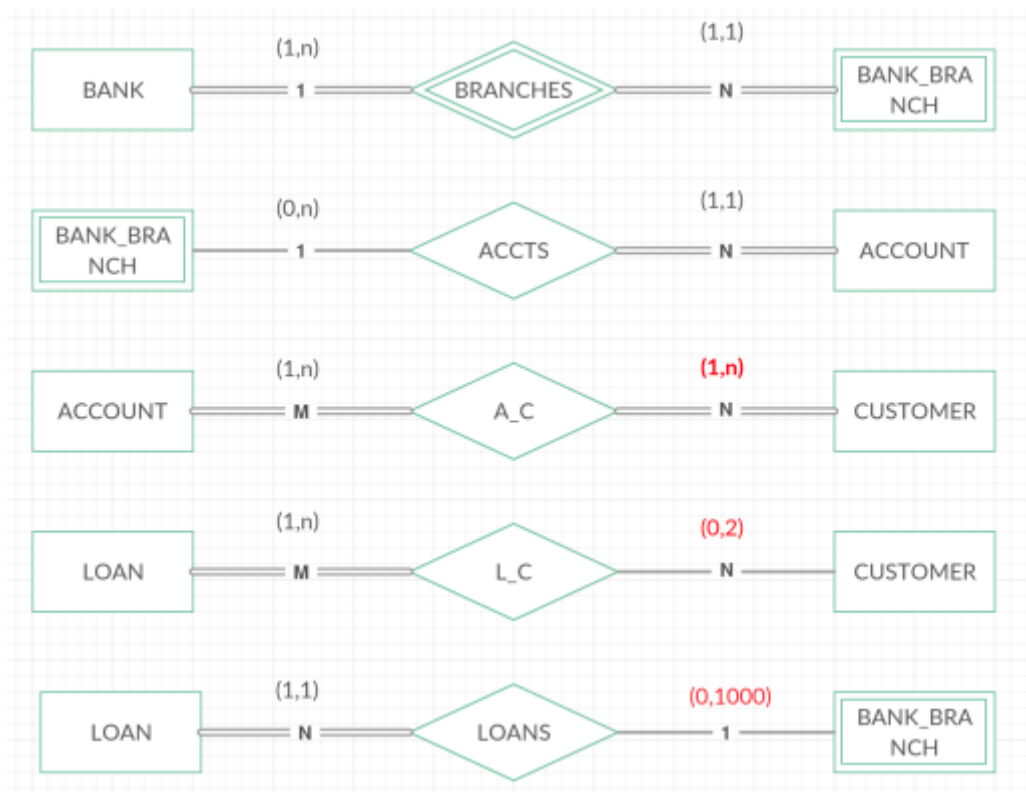 (1,n)
(1,1)
BANK
1
BRANCHES
N
BANK_BRA
NCH
(0,n)
(1,1)
BANK_BRA
NCH
1
ACCTS
N
ACCOUNT
(1,n)
(1,n)
ACCOUNT
M
A_C
N
CUSTOMER
(1,n)
(0,2)
LOAN
M
L_C
N
CUSTOMER
(1,1)
(0,1000)
LOAN
N
LOANS
1
BANK_BRA
NCH